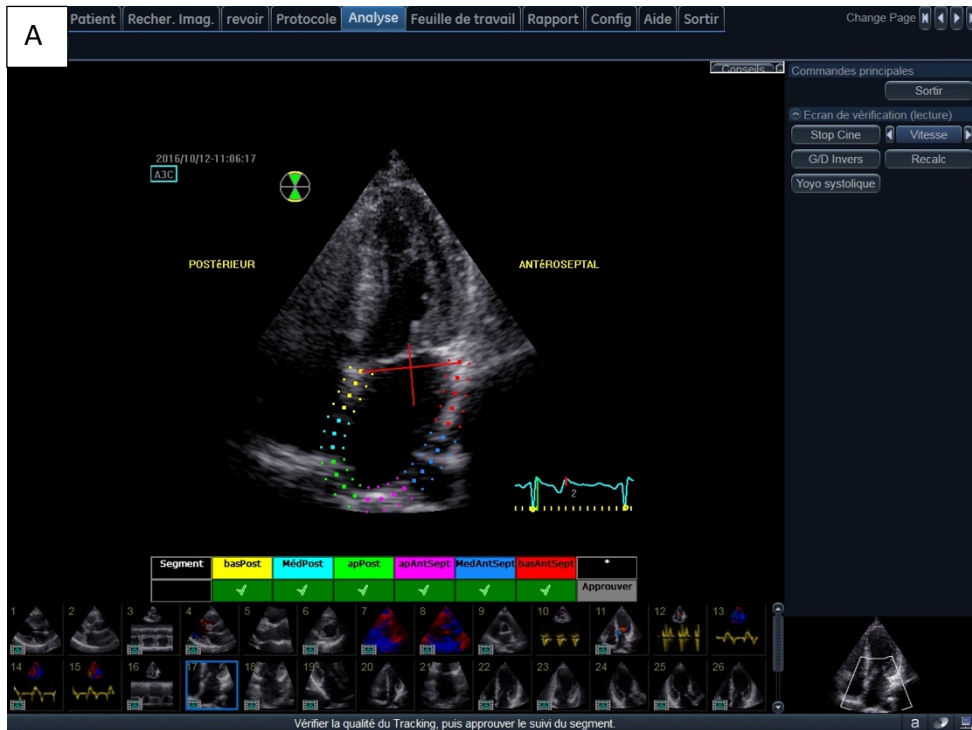 A
Patient Recher. Imag. revoir Protocole Analyse Feuille de travail Rapport Config Aide Sortir Change Page
Conseils
Commandes principales
Sortir
Ecran de vérification (lecture)
Stop Cine Vitesse
G/D Invers Recalc
Yoyo systolique
2016/10/12-11:06:17
A3C
POSTéRIEUR ANTéROSEPTAL
2
Segment basPost MédPost apPost apAntSept MedAntSept basAntSept *
Approuver
1 2 3 4 5 6 7 8 9 10 11 12 13
14 15 16 17 18 19 20 21 22 23 24 25 26
Vérifier la qualité du Tracking, puis approuver le suivi du segment.
a